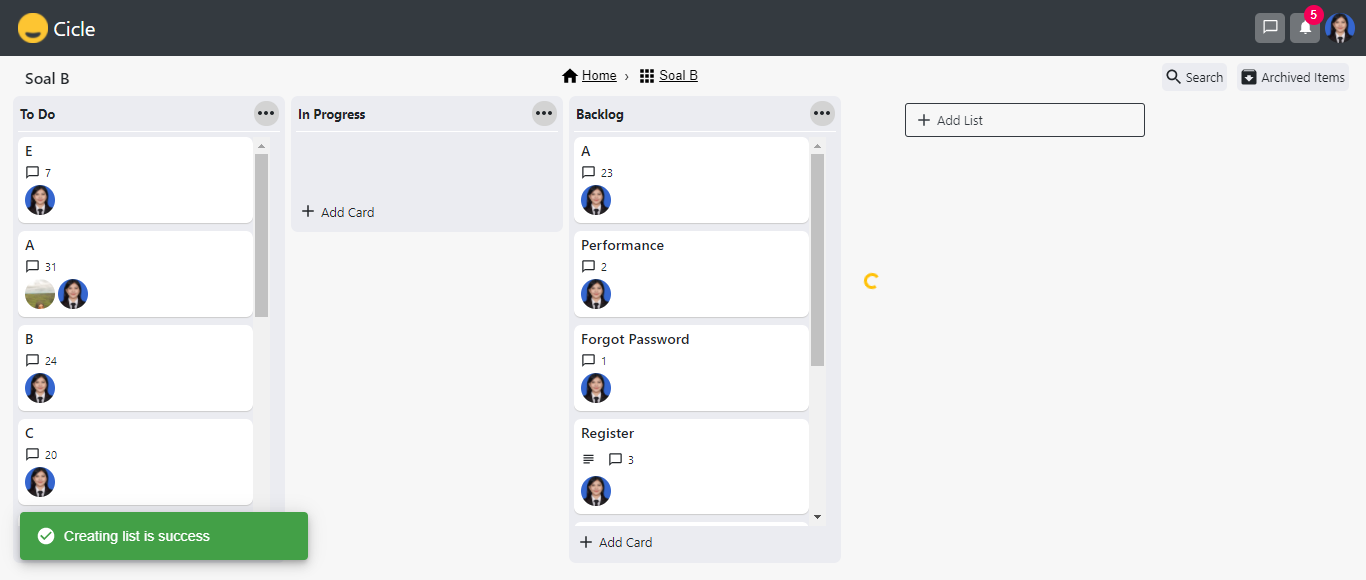 Cicle
5
Soal B
Home › Soal B
Search
Archived Items
To Do
E
7
A
31
B
24
C
20
In Progress
Add Card
Backlog
A
23
Performance
2
Forgot Password
1
Register
3
Add Card
Add List
Creating list is success